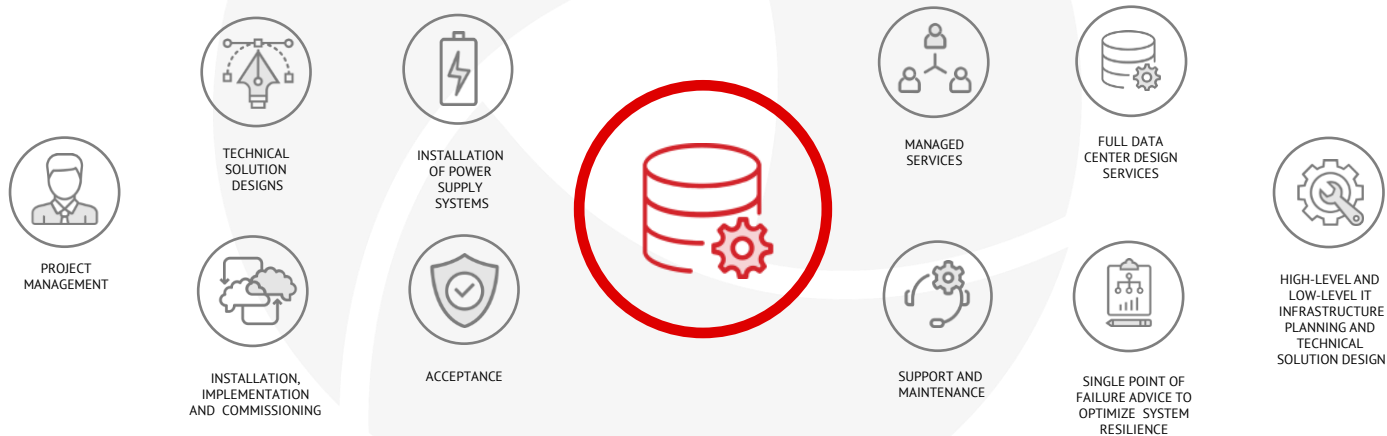 PROJECT
MANAGEMENT
TECHNICAL
SOLUTION
DESIGNS
INSTALLATION,
IMPLEMENTATION
AND COMMISSIONING
INSTALLATION
OF POWER
SUPPLY
SYSTEMS
ACCEPTANCE
MANAGED
SERVICES
SUPPORT AND
MAINTENANCE
FULL DATA
CENTER DESIGN
SERVICES
SINGLE POINT OF
FAILURE ADVICE TO
OPTIMIZE SYSTEM
RESILIENCE
HIGH-LEVEL AND
LOW-LEVEL IT
INFRASTRUCTURE
PLANNING AND
TECHNICAL
SOLUTION DESIGN